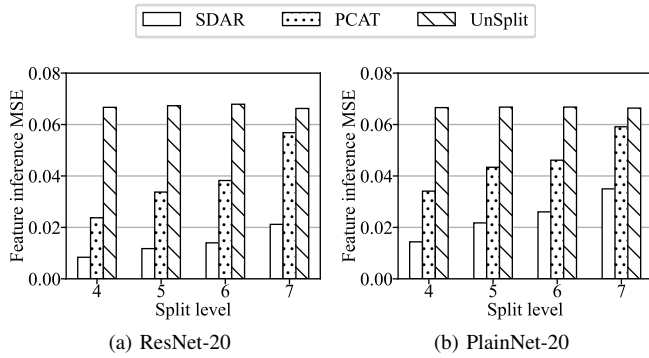 SDAR PCAT UnSplit
Feature inference MSE
0.08
0.06
0.04
0.02
0.00
4 5 6 7
Split level
(a) ResNet-20
Feature inference MSE
0.08
0.06
0.04
0.02
0.00
4 5 6 7
Split level
(b) PlainNet-20